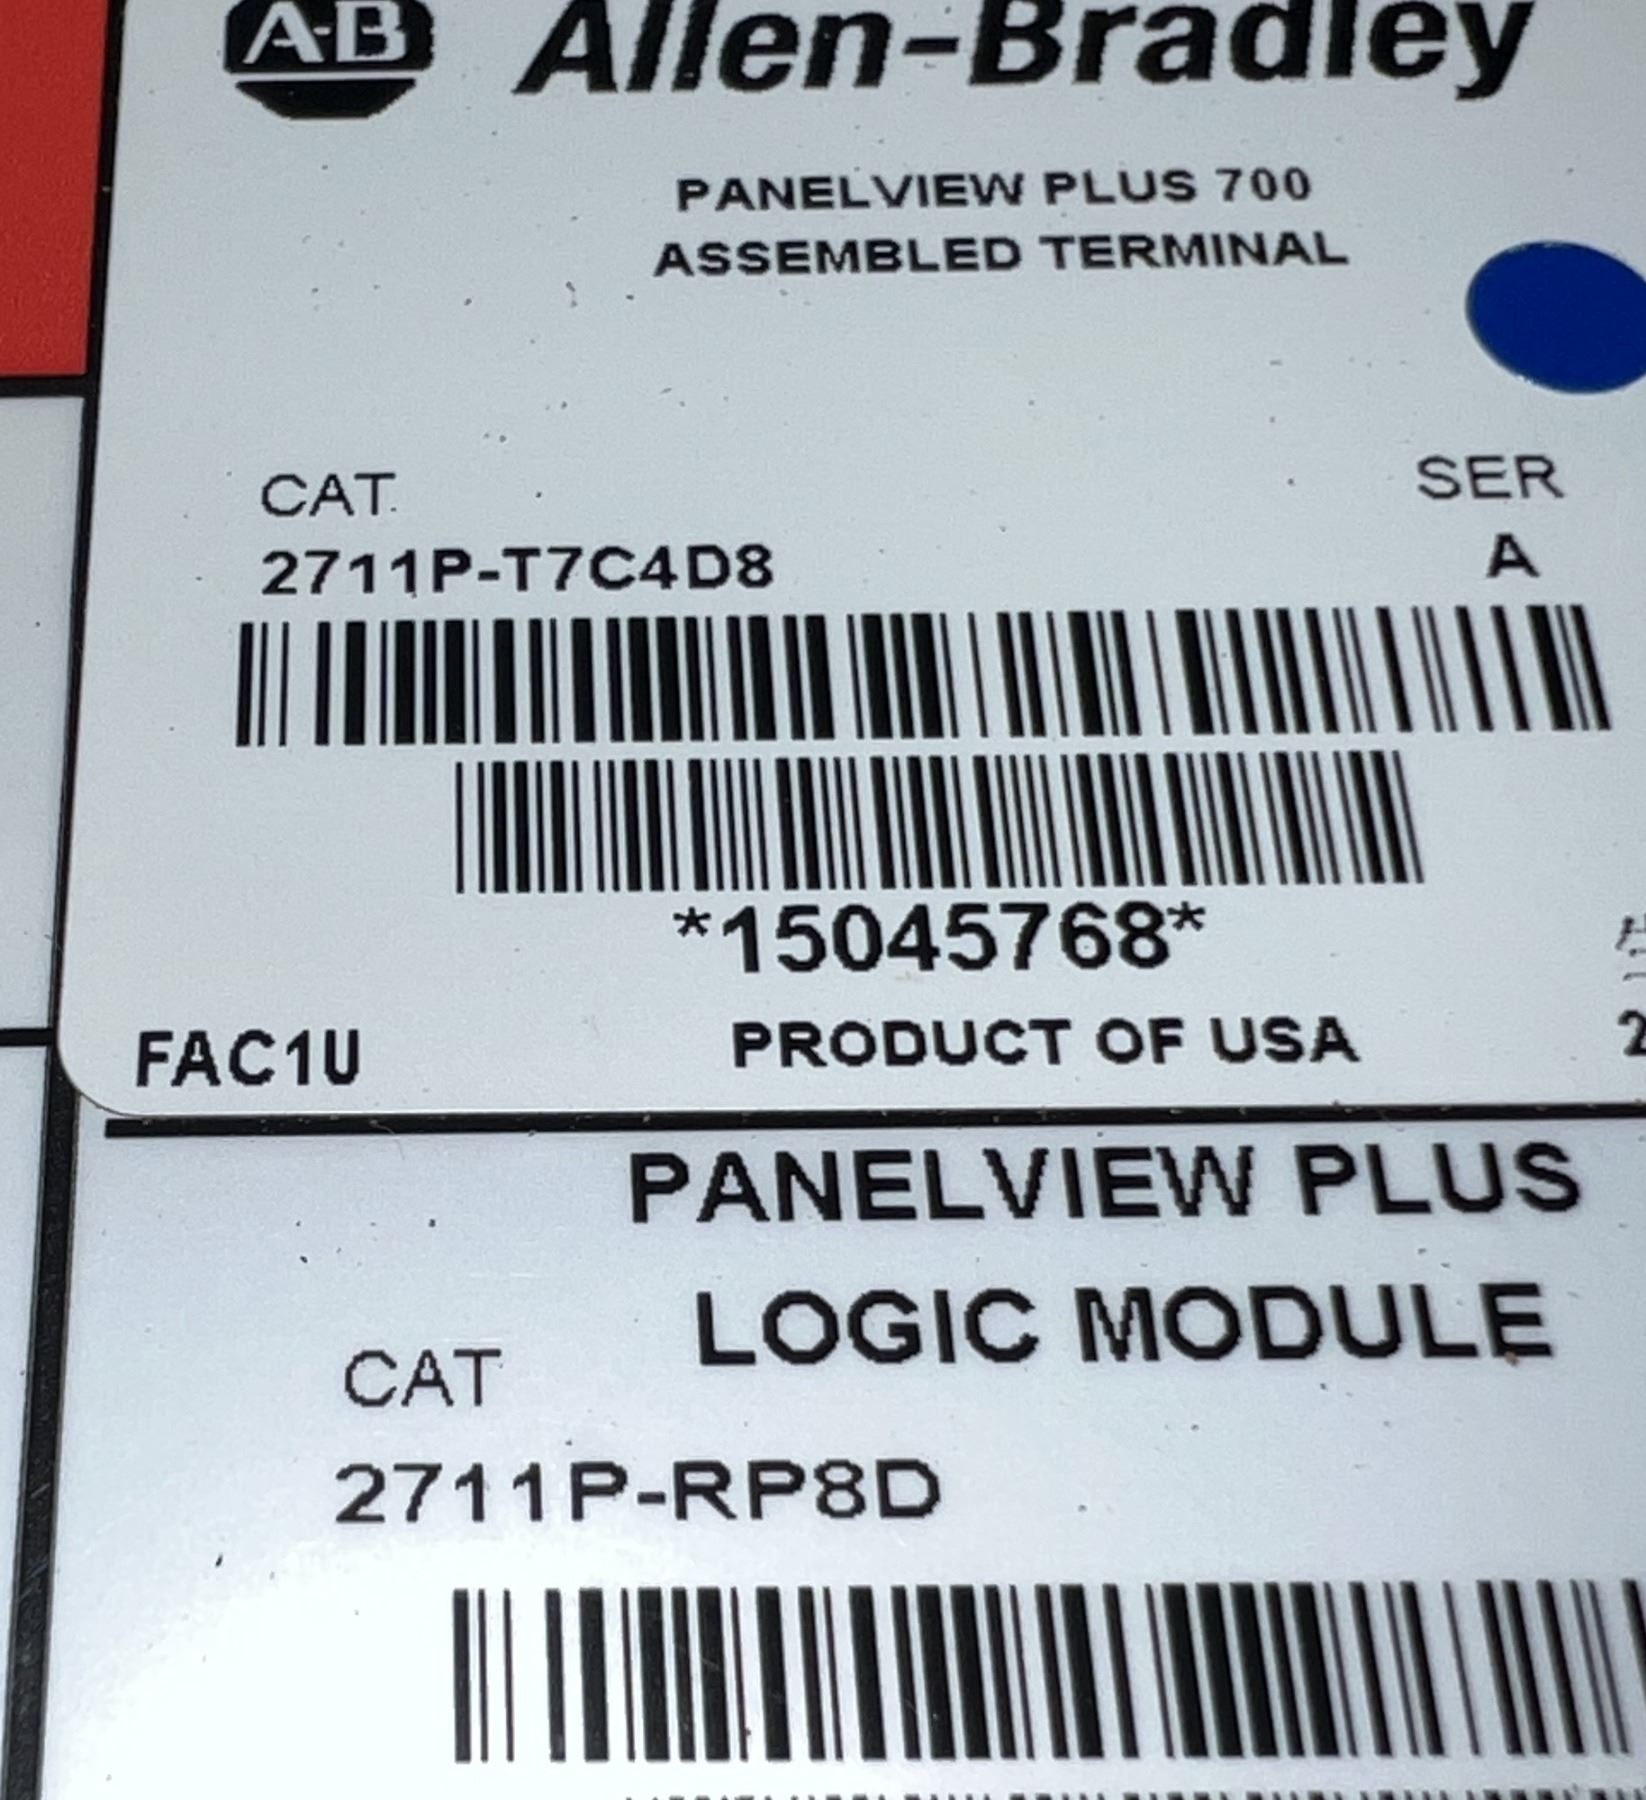 A-B Allen-Bradley
PANELVIEW PLUS 700
ASSEMBLED TERMINAL
CAT. SER
2711P-T7C4D8 A
*15045768*
FAC1U PRODUCT OF USA
PANELVIEW PLUS
LOGIC MODULE
CAT
2711P-RP8D